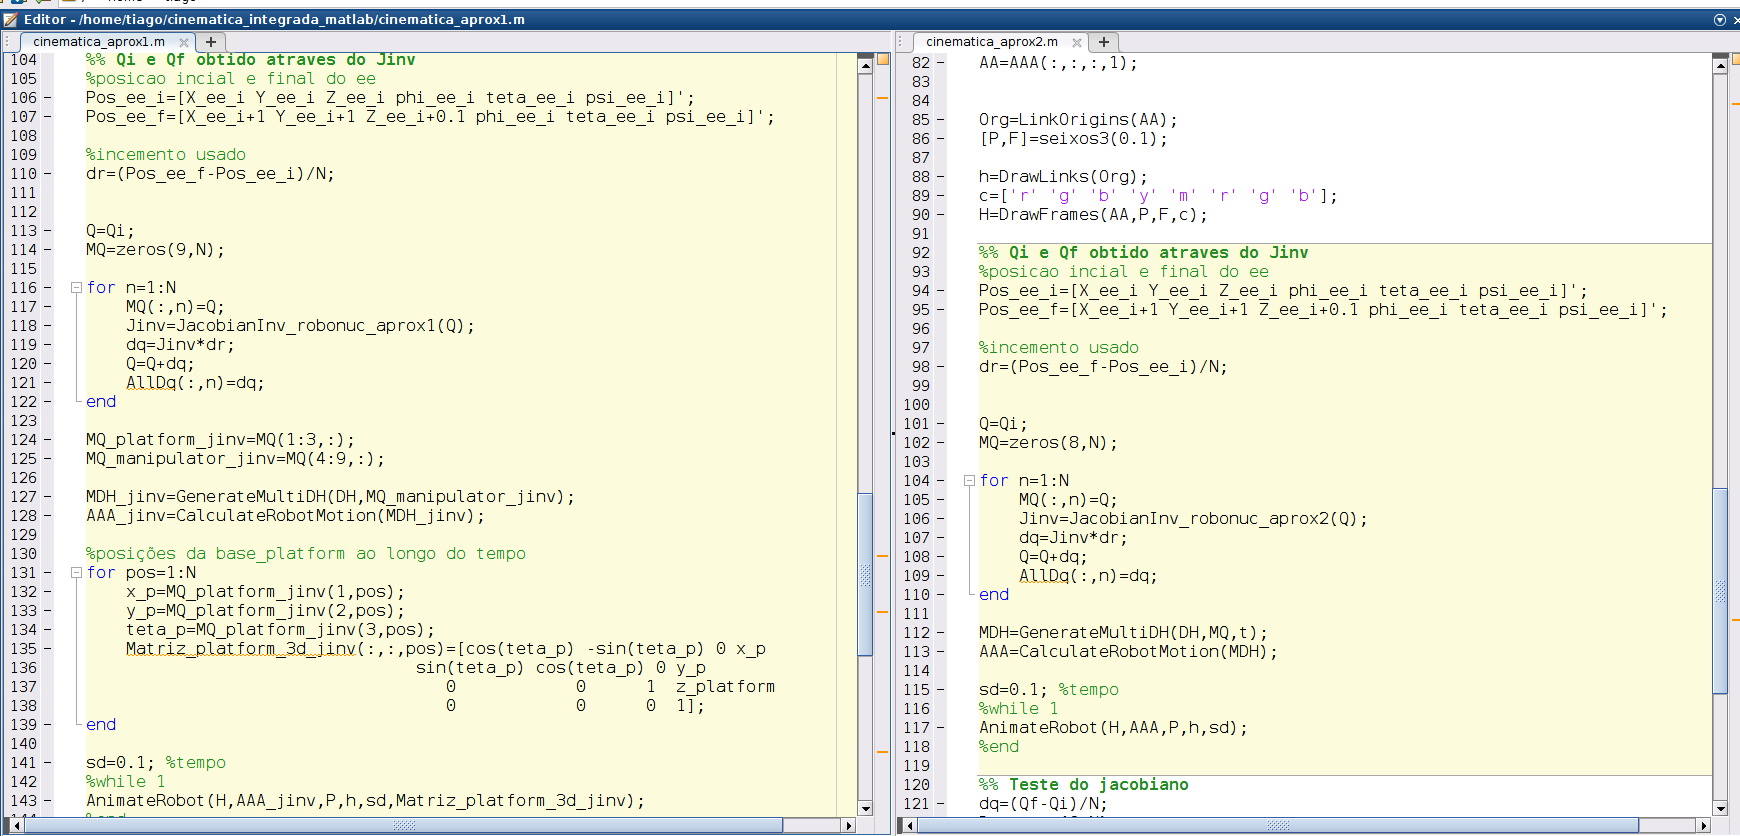 Editor - /home/tiago/cinematica_integrada_matlab/cinematica_aprox1.m
cinematica_aprox1.m × +
104 %% Qi e Qf obtido atraves do Jinv
105 %posicao incial e final do ee
106 - Pos_ee_i=[X_ee_i Y_ee_i Z_ee_i phi_ee_i teta_ee_i psi_ee_i]';
107 - Pos_ee_f=[X_ee_i+1 Y_ee_i+1 Z_ee_i+0.1 phi_ee_i teta_ee_i psi_ee_i]';
108
109 %incemento usado
110 - dr=(Pos_ee_f-Pos_ee_i)/N;
111
112
113 - Q=Qi;
114 - MQ=zeros(9,N);
115
116 - for n=1:N
117 - MQ(:,n)=Q;
118 - Jinv=JacobianInv_robonuc_aprox1(Q);
119 - dq=Jinv*dr;
120 - Q=Q+dq;
121 - AllDq(:,n)=dq;
122 - end
123
124 - MQ_platform_jinv=MQ(1:3,:);
125 - MQ_manipulator_jinv=MQ(4:9,:);
126
127 - MDH_jinv=GenerateMultiDH(DH,MQ_manipulator_jinv);
128 - AAA_jinv=CalculateRobotMotion(MDH_jinv);
129
130 %posições da base_platform ao longo do tempo
131 - for pos=1:N
132 - x_p=MQ_platform_jinv(1,pos);
133 - y_p=MQ_platform_jinv(2,pos);
134 - teta_p=MQ_platform_jinv(3,pos);
135 - Matriz_platform_3d_jinv(:,:,pos)=[cos(teta_p) -sin(teta_p) 0 x_p
136 sin(teta_p) cos(teta_p) 0 y_p
137 0 0 1 z_platform
138 0 0 0 1];
139 - end
140
141 - sd=0.1; %tempo
142 %while 1
143 - AnimateRobot(H,AAA_jinv,P,h,sd,Matriz_platform_3d_jinv);
cinematica_aprox2.m × +
82 - AA=AAA(:,:,:,1);
83
84
85 - Org=LinkOrigins(AA);
86 - [P,F]=seixos3(0.1);
87
88 - h=DrawLinks(Org);
89 - c=['r' 'g' 'b' 'y' 'm' 'r' 'g' 'b'];
90 - H=DrawFrames(AA,P,F,c);
91
92 %% Qi e Qf obtido atraves do Jinv
93 %posicao incial e final do ee
94 - Pos_ee_i=[X_ee_i Y_ee_i Z_ee_i phi_ee_i teta_ee_i psi_ee_i]';
95 - Pos_ee_f=[X_ee_i+1 Y_ee_i+1 Z_ee_i+0.1 phi_ee_i teta_ee_i psi_ee_i]';
96
97 %incemento usado
98 - dr=(Pos_ee_f-Pos_ee_i)/N;
99
100
101 - Q=Qi;
102 - MQ=zeros(8,N);
103
104 - for n=1:N
105 - MQ(:,n)=Q;
106 - Jinv=JacobianInv_robonuc_aprox2(Q);
107 - dq=Jinv*dr;
108 - Q=Q+dq;
109 - AllDq(:,n)=dq;
110 - end
111
112 - MDH=GenerateMultiDH(DH,MQ,t);
113 - AAA=CalculateRobotMotion(MDH);
114
115 - sd=0.1; %tempo
116 %while 1
117 - AnimateRobot(H,AAA,P,h,sd);
118 %end
119
120 %% Teste do jacobiano
121 - dq=(Qf-Qi)/N;